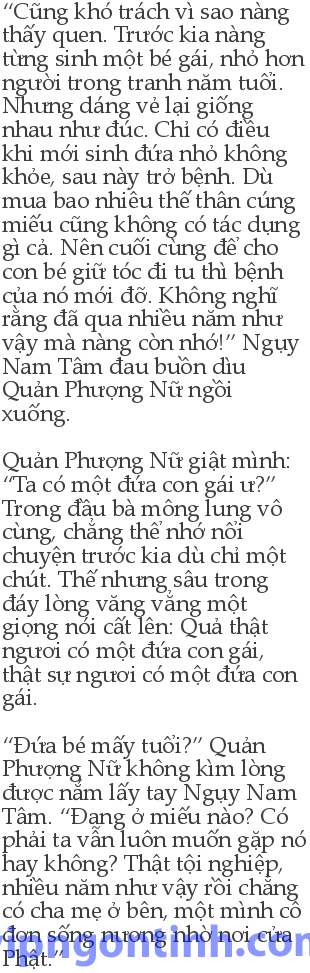 “Cũng khó trách vì sao nàng
thấy quen. Trước kia nàng
từng sinh một bé gái, nhỏ hơn
người trong tranh năm tuổi.
Nhưng dáng vẻ lại giống
nhau như đúc. Chỉ có điều
khi mới sinh đứa nhỏ không
khỏe, sau này trở bệnh. Dù
mua bao nhiêu thế thân cúng
miếu cũng không có tác dụng
gì cả. Nên cuối cùng để cho
con bé giữ tóc đi tu thì bệnh
của nó mới đỡ. Không nghĩ
rằng đã qua nhiều năm như
vậy mà nàng còn nhớ!” Ngụy
Nam Tâm đau buồn dìu
Quản Phượng Nữ ngồi
xuống.
Quản Phượng Nữ giật mình:
“Ta có một đứa con gái ư?”
Trong đầu bà mông lung vô
cùng, chẳng thể nhớ nổi
chuyện trước kia dù chỉ một
chút. Thế nhưng sâu trong
đáy lòng văng vẳng một
giọng nói cất lên: Quả thật
ngươi có một đứa con gái,
thật sự ngươi có một đứa con
gái.
“Đứa bé mấy tuổi?” Quản
Phượng Nữ không kìm lòng
được nắm lấy tay Ngụy Nam
Tâm. “Đang ở miếu nào? Có
phải ta vẫn luôn muốn gặp nó
hay không? Thật tội nghiệp,
nhiều năm như vậy rồi chẳng
có cha mẹ ở bên, một mình cô
đơn sống nương nhờ nơi cửa
Phật.”
vipngontinh.com